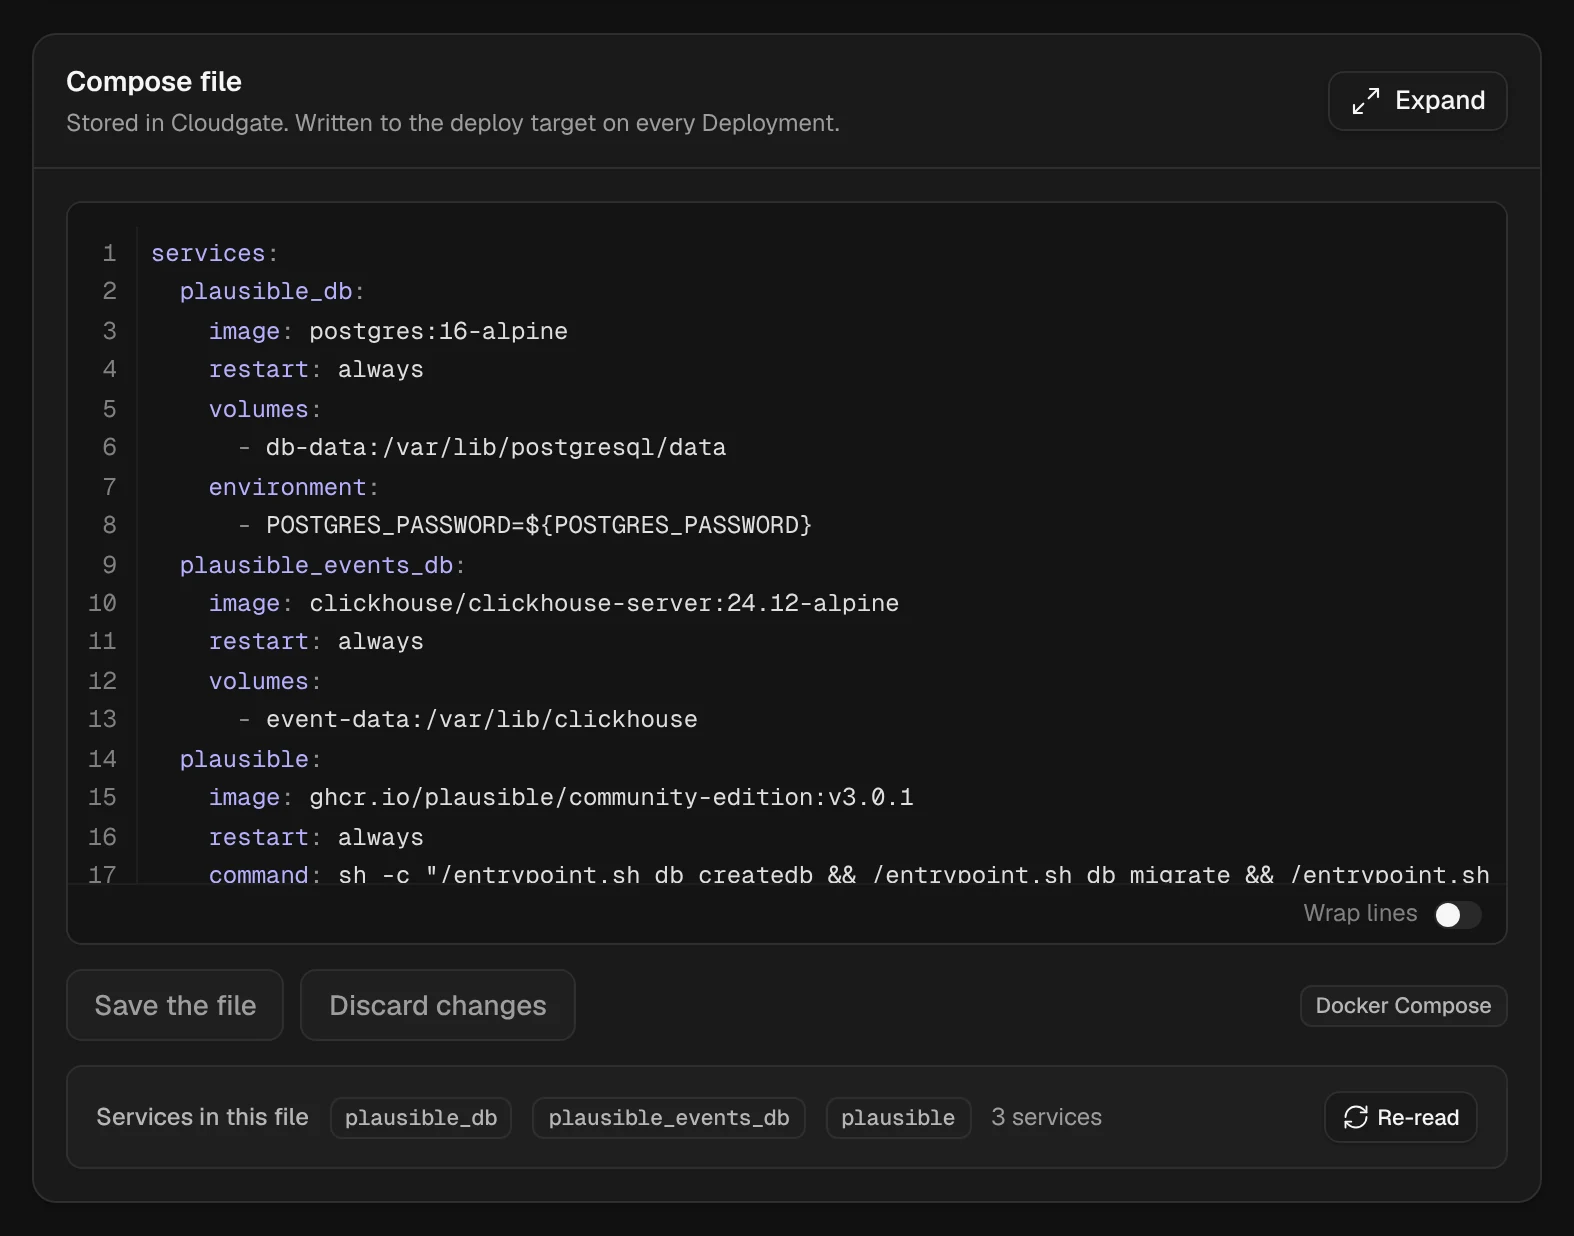 Compose file
Stored in Cloudgate. Written to the deploy target on every Deployment.
Expand
1 services:
2   plausible_db:
3     image: postgres:16-alpine
4     restart: always
5     volumes:
6       - db-data:/var/lib/postgresql/data
7     environment:
8       - POSTGRES_PASSWORD=${POSTGRES_PASSWORD}
9   plausible_events_db:
10     image: clickhouse/clickhouse-server:24.12-alpine
11     restart: always
12     volumes:
13       - event-data:/var/lib/clickhouse
14   plausible:
15     image: ghcr.io/plausible/community-edition:v3.0.1
16     restart: always
17     command: sh -c "/entrypoint.sh db createdb && /entrypoint.sh db migrate && /entrypoint.sh
Wrap lines
Save the file Discard changes Docker Compose
Services in this file plausible_db plausible_events_db plausible 3 services Re-read